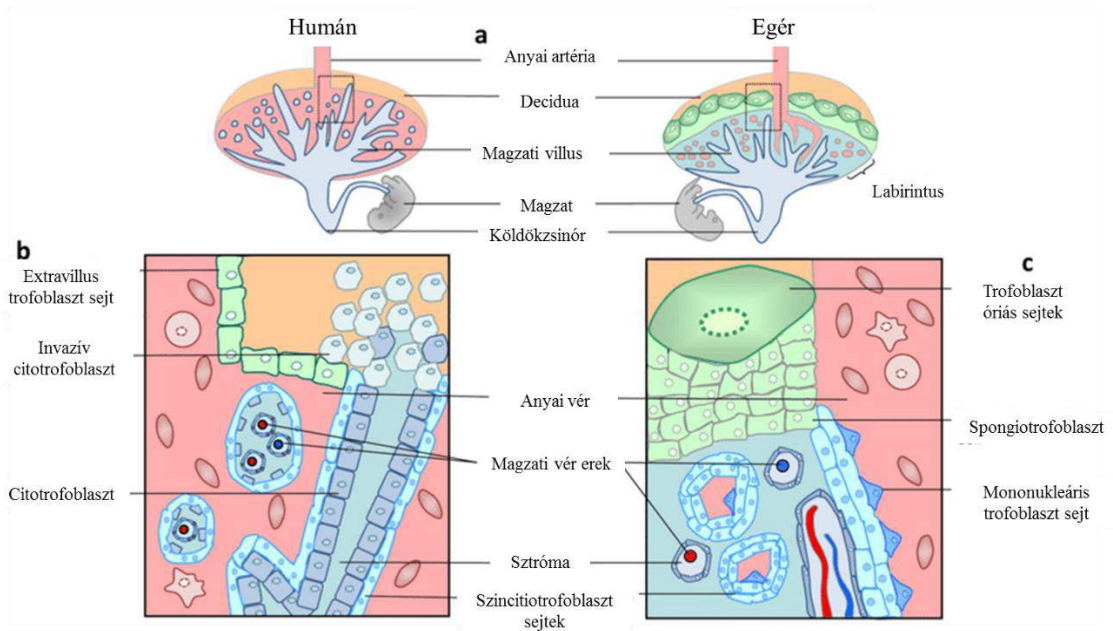 Humán
a
Egér
Anyai artéria
Decidua
Magzati villus
Labirintus
Magzat
Köldökzsinór
b
c
Extravillus
trofoblaszt sejt
Trofoblaszt
óriás sejtek
Invazív
citotrofoblaszt
Anyai vér
Spongiotrofoblaszt
Magzati vér erek
Citotrofoblaszt
Mononukleáris
trofoblaszt sejt
Sztróma
Szincitiotrofoblaszt
sejtek